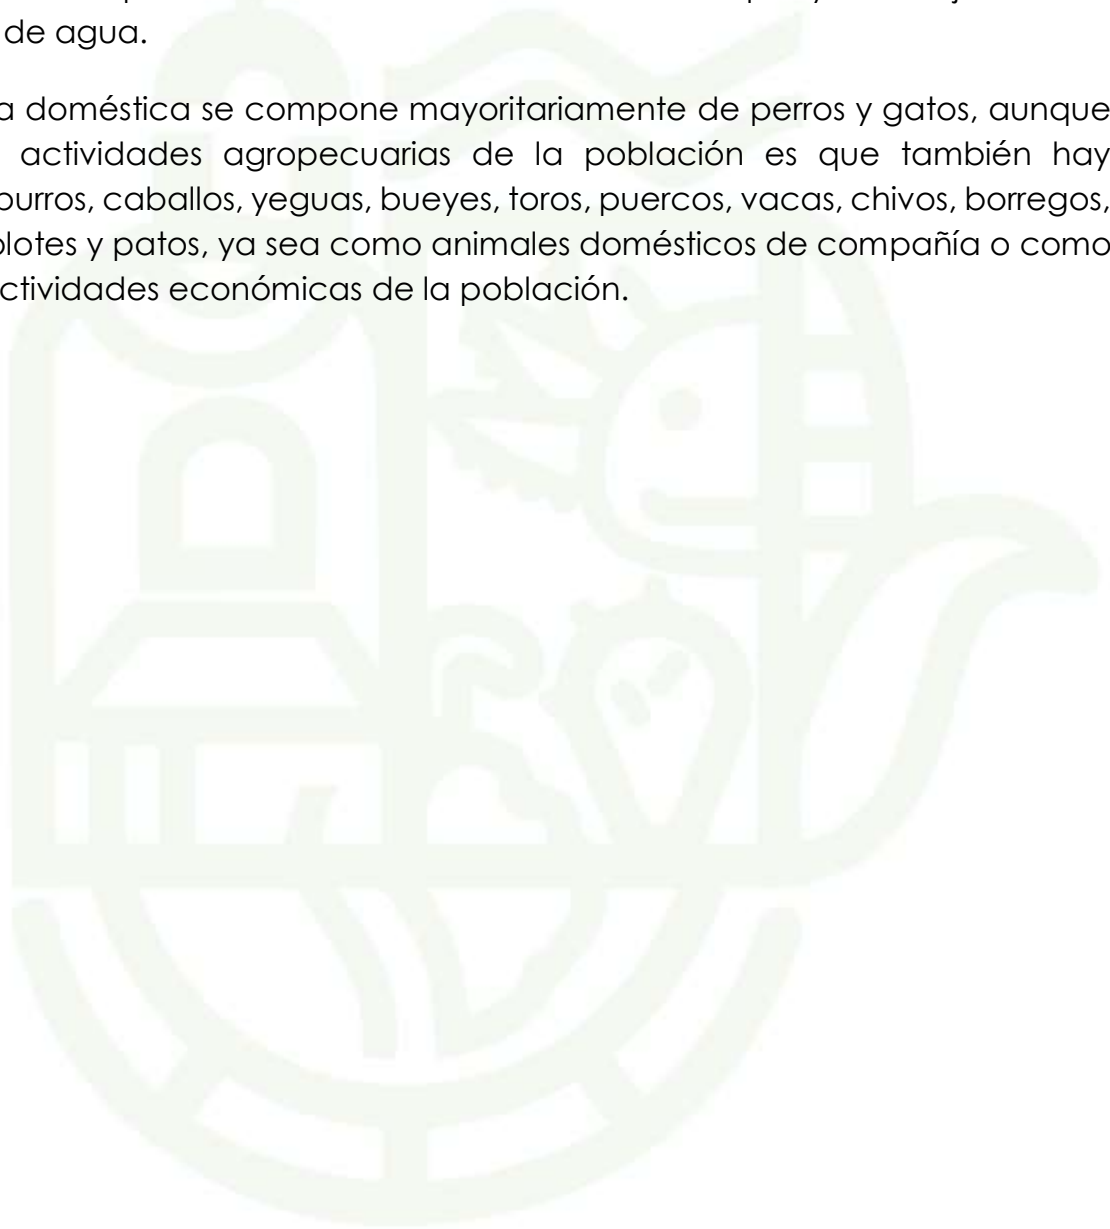 de agua.
a doméstica se compone mayoritariamente de perros y gatos, aunque
actividades agropecuarias de la población es que también hay
burros, caballos, yeguas, bueyes, toros, puercos, vacas, chivos, borregos,
olotes y patos, ya sea como animales domésticos de compañía o como
ctividades económicas de la población.